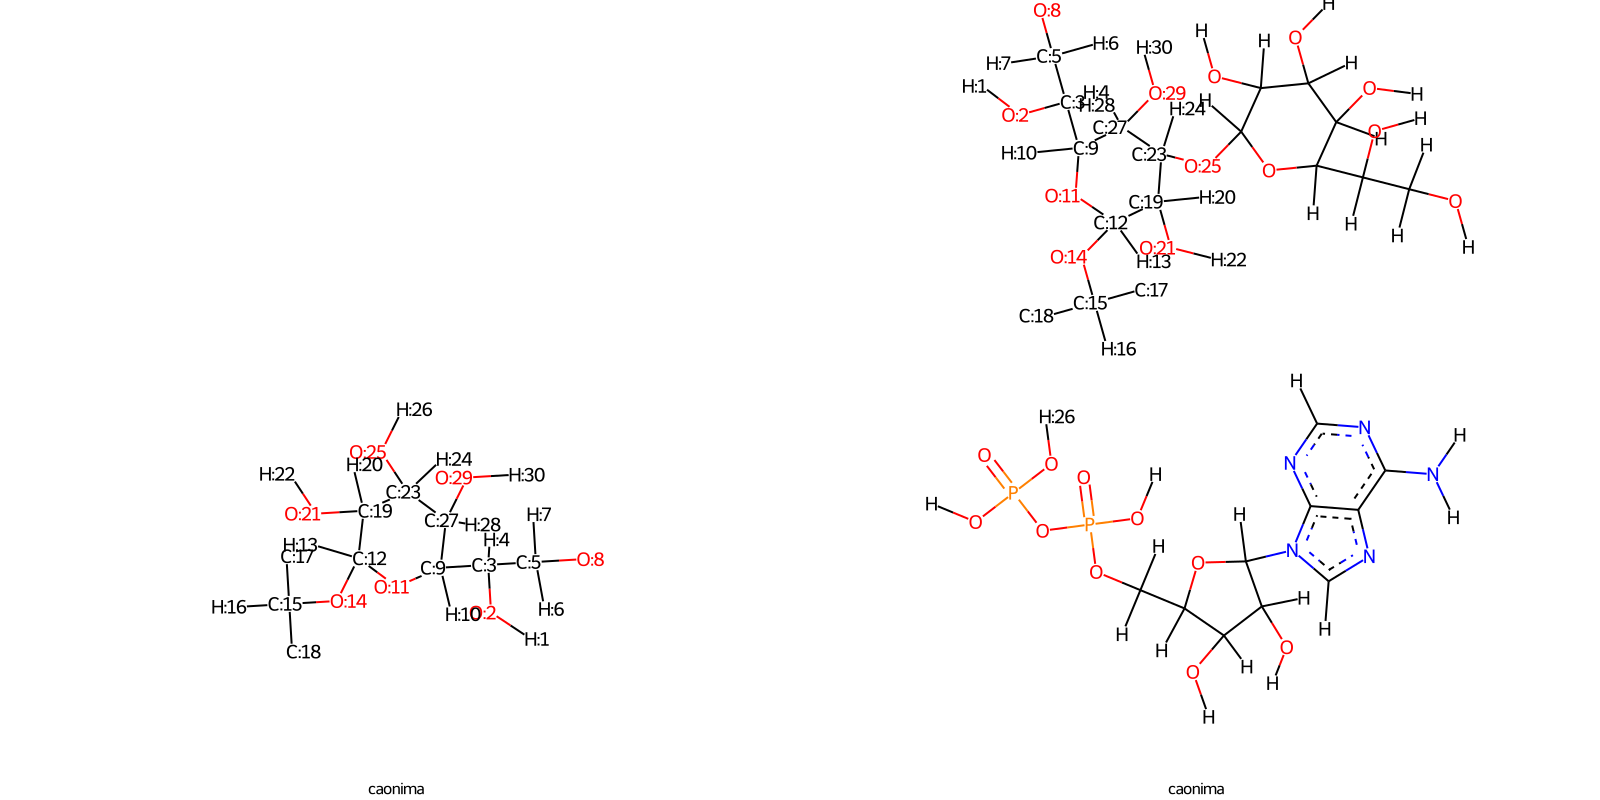 O:8 H
H H O
H:7 C:5 H:6 H:30 H
H:1 O H
O:2 C:3 H:4 O:29 H O H
H:28 H:24
C:27 O H H
H:10 C:9 C:23 O:25 O H
O:11 C:19 H:20 O
C:12 H H
O:14 H:13 O:21 H:22 H H
C:18 C:15 C:17
H:16
H:26
O:25
H:22 H:20 H:24
O:29 H:30
C:23
O:21 C:19 C:27 H:28 H:7
H:13 H:4
C:17 C:12 C:9 C:3 C:5 O:8
O:11
H:16 C:15 O:14 H:10 O:2 H:6
C:18 H:1
H
H:26 N H
O O O H N N
H O P O H H
O O P O H N N
O H O H
H H H
H O H
O H
H
caonima caonima